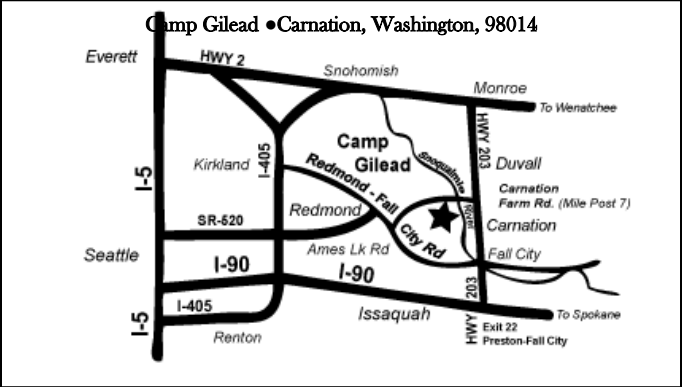 Camp Gilead ●Carnation, Washington, 98014
Everett
HWY 2
Snohomish
Monroe
To Wenatchee
HWY 203
Camp
Gilead
Snoqualmie
River
Duvall
I-5
Kirkland
I-405
Redmond - Fall
City Rd
Carnation
Farm Rd. (Mile Post 7)
Redmond
SR-520
Carnation
Ames Lk Rd
Seattle
Fall City
I-90
I-90
HWY 203
I-405
I-5
Issaquah
To Spokane
Renton
Exit 22
Preston-Fall City